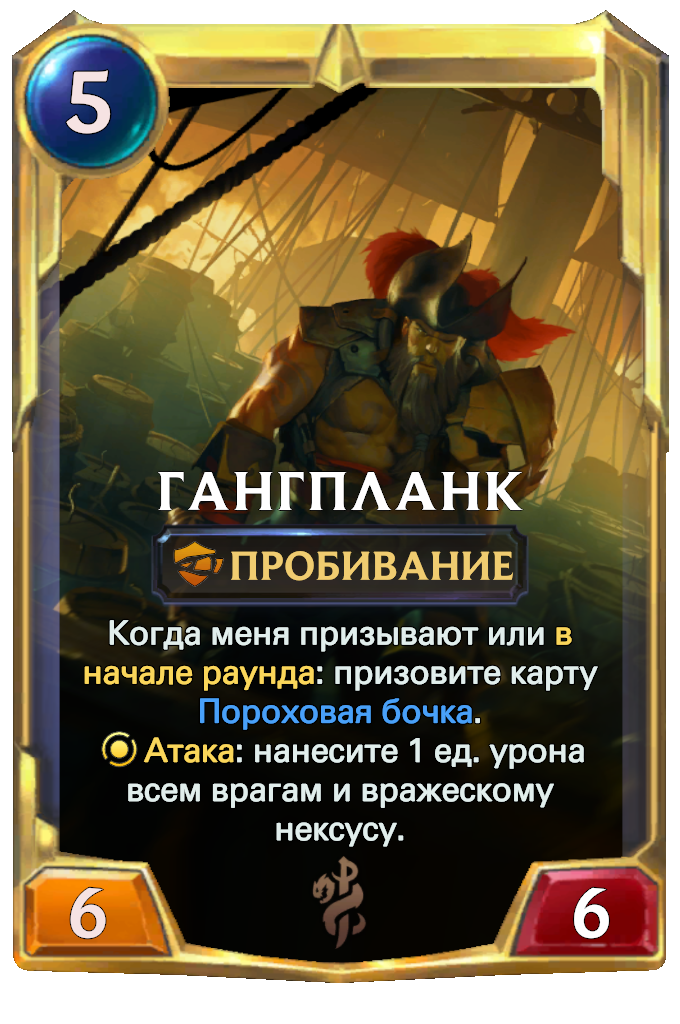 5
ГАНГПЛАНК
ПРОБИВАНИЕ
Когда меня призывают или в
начале раунда: призовите карту
Пороховая бочка.
Атака: нанесите 1 ед. урона
всем врагам и вражескому
нексусу.
6
6